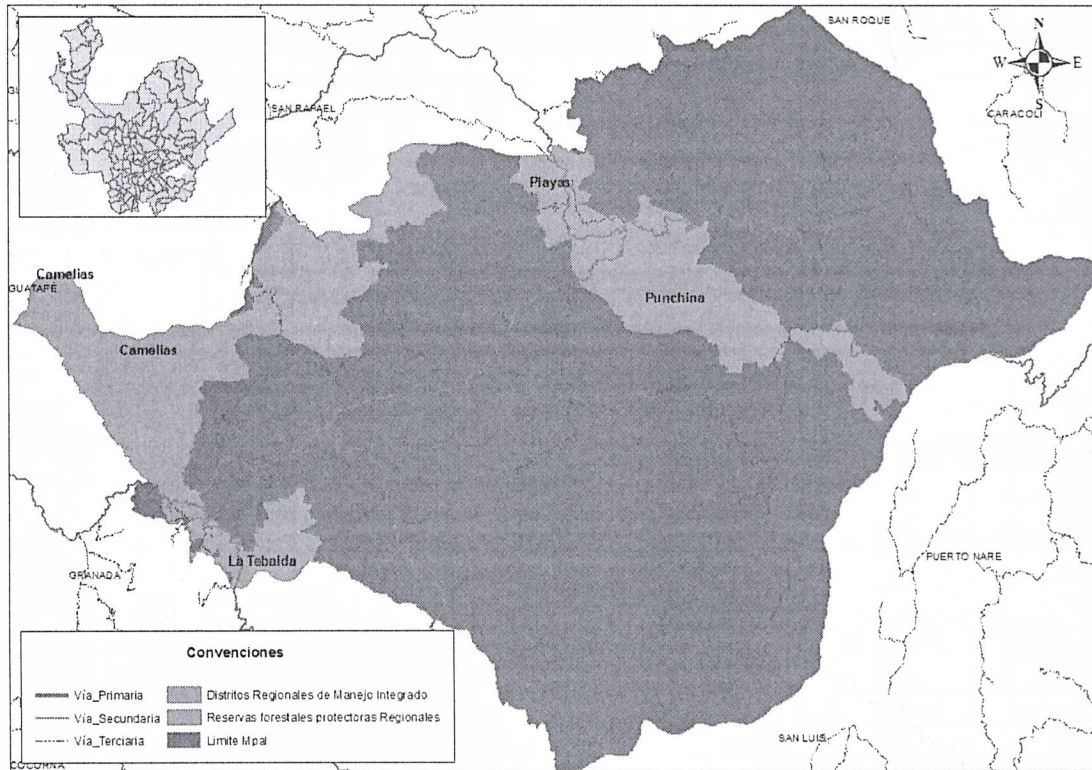 SAN ROQUE
N
W
E
S
CARACOLÍ
SAN RAFAEL
Playas
Camelias
GUATAPÉ
Punchina
Camelias
La Tebaida
GRANADA
PUERTO NARE
Convenciones
Vía_Primaria
Distritos Regionales de Manejo Integrado
Vía_Secundaria
Reservas forestales protectoras Regionales
Vía_Terciaria
Limite Mpal
SAN LUIS
COCORNA